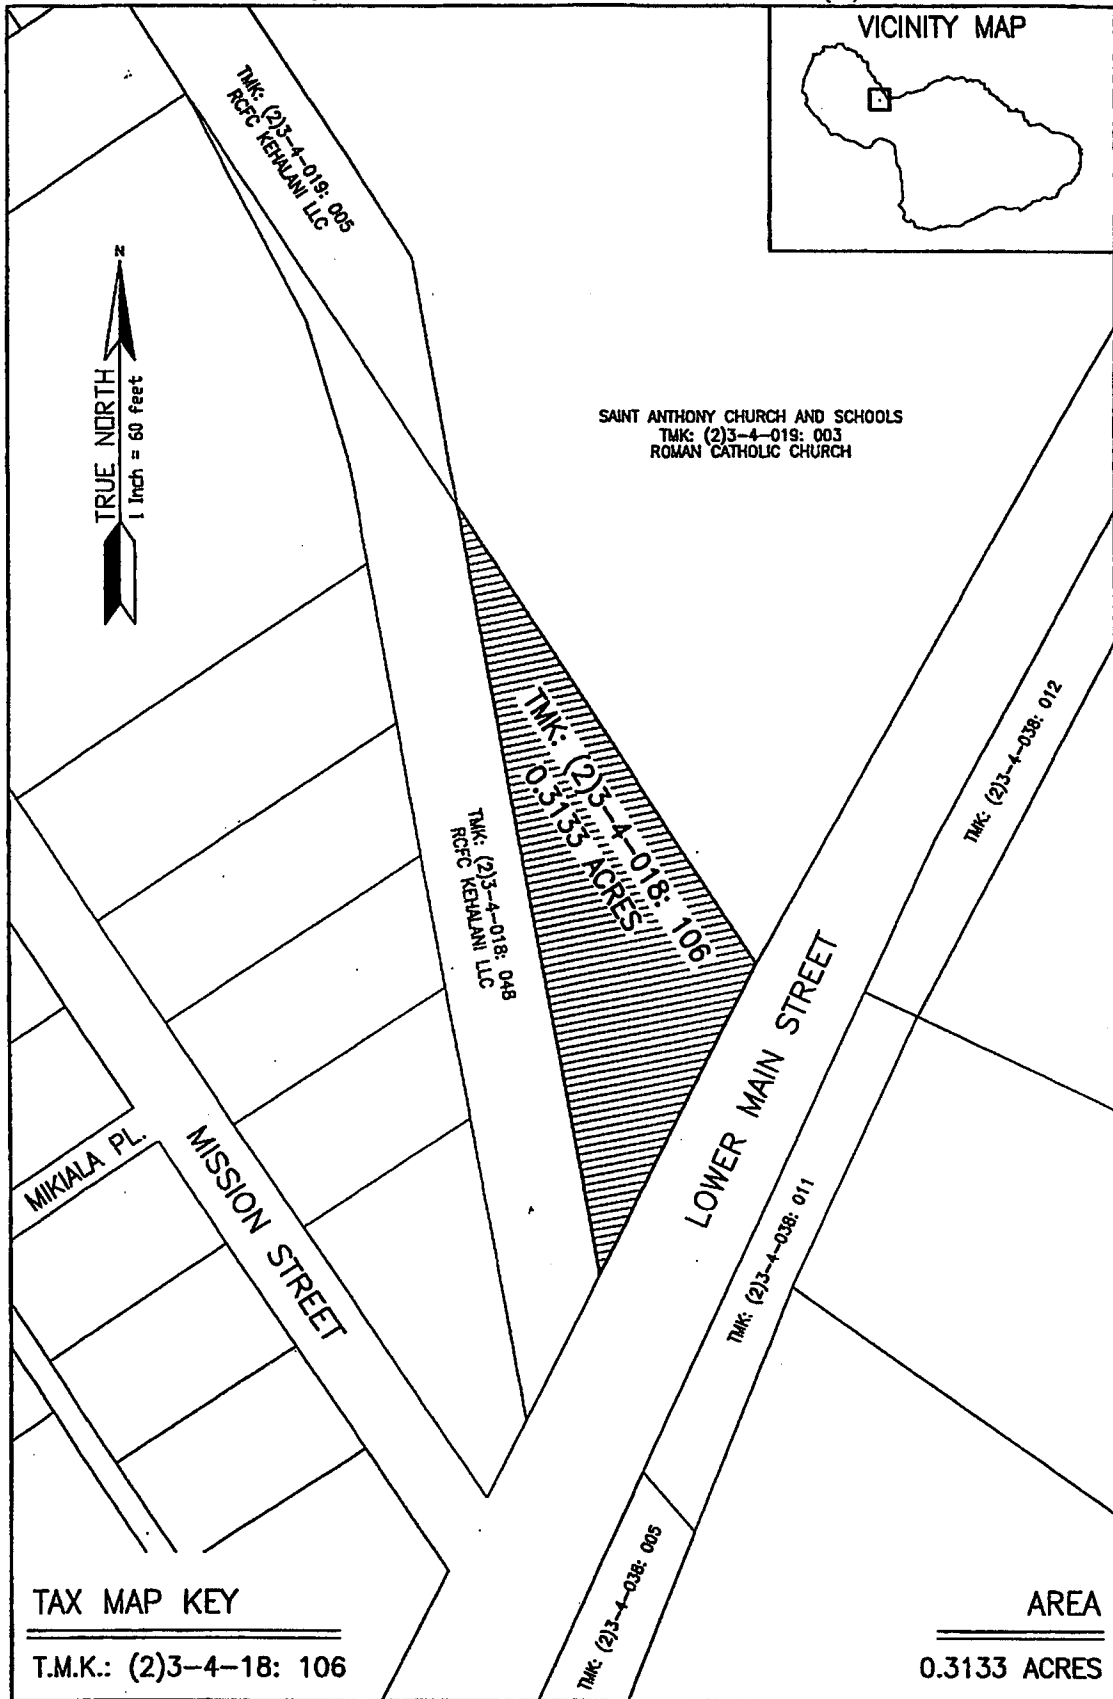 VICINITY MAP
TMK: (2)3-4-019: 005
RCFC KEHALANI LLC
N
TRUE NORTH
1 Inch = 60 feet
SAINT ANTHONY CHURCH AND SCHOOLS
TMK: (2)3-4-019: 003
ROMAN CATHOLIC CHURCH
TMK: (2)3-4-018: 106
0.3133 ACRES
TMK: (2)3-4-038: 012
TMK: (2)3-4-018: 048
RCFC KEHALANI LLC
LOWER MAIN STREET
MIKIALA PL.
MISSION STREET
TMK: (2)3-4-038: 011
TMK: (2)3-4-038: 005
TAX MAP KEY
T.M.K.: (2)3-4-18: 106
AREA
0.3133 ACRES